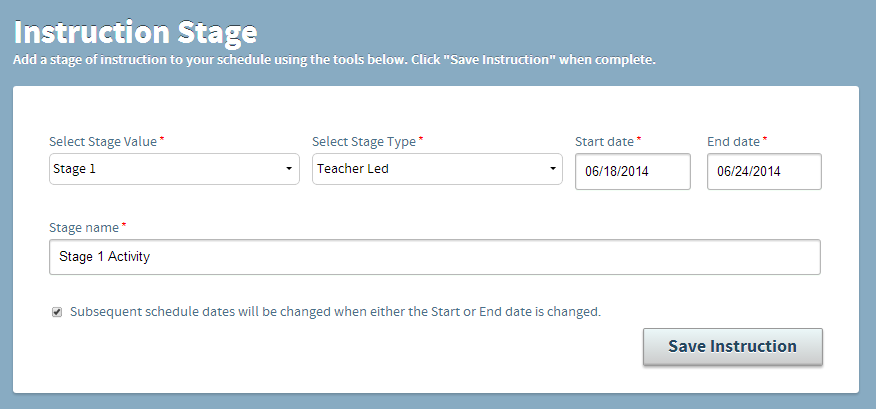 Instruction Stage
Add a stage of instruction to your schedule using the tools below. Click "Save Instruction" when complete.
Select Stage Value * Select Stage Type * Start date * End date *
Stage 1 Teacher Led 06/18/2014 06/24/2014
Stage name *
Stage 1 Activity
Subsequent schedule dates will be changed when either the Start or End date is changed.
Save Instruction